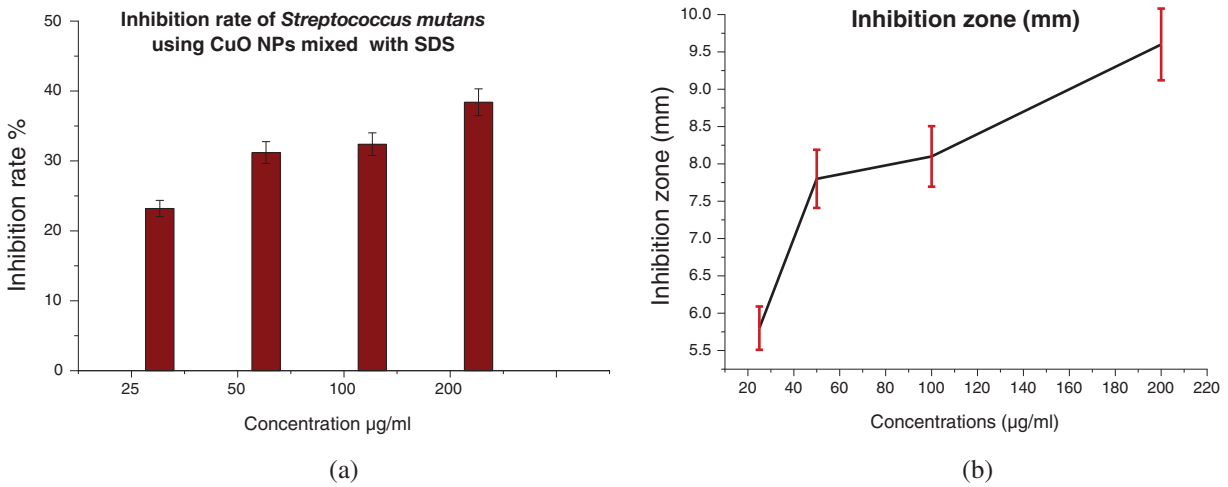 Inhibition rate of Streptococcus mutans
using CuO NPs mixed with SDS
Inhibition rate %
50
40
30
20
10
0
25
50
100
200
Concentration µg/ml
(a)
Inhibition zone (mm)
Inhibition zone (mm)
10.0
9.5
9.0
8.5
8.0
7.5
7.0
6.5
6.0
5.5
20 40 60 80 100 120 140 160 180 200 220
Concentrations (µg/ml)
(b)